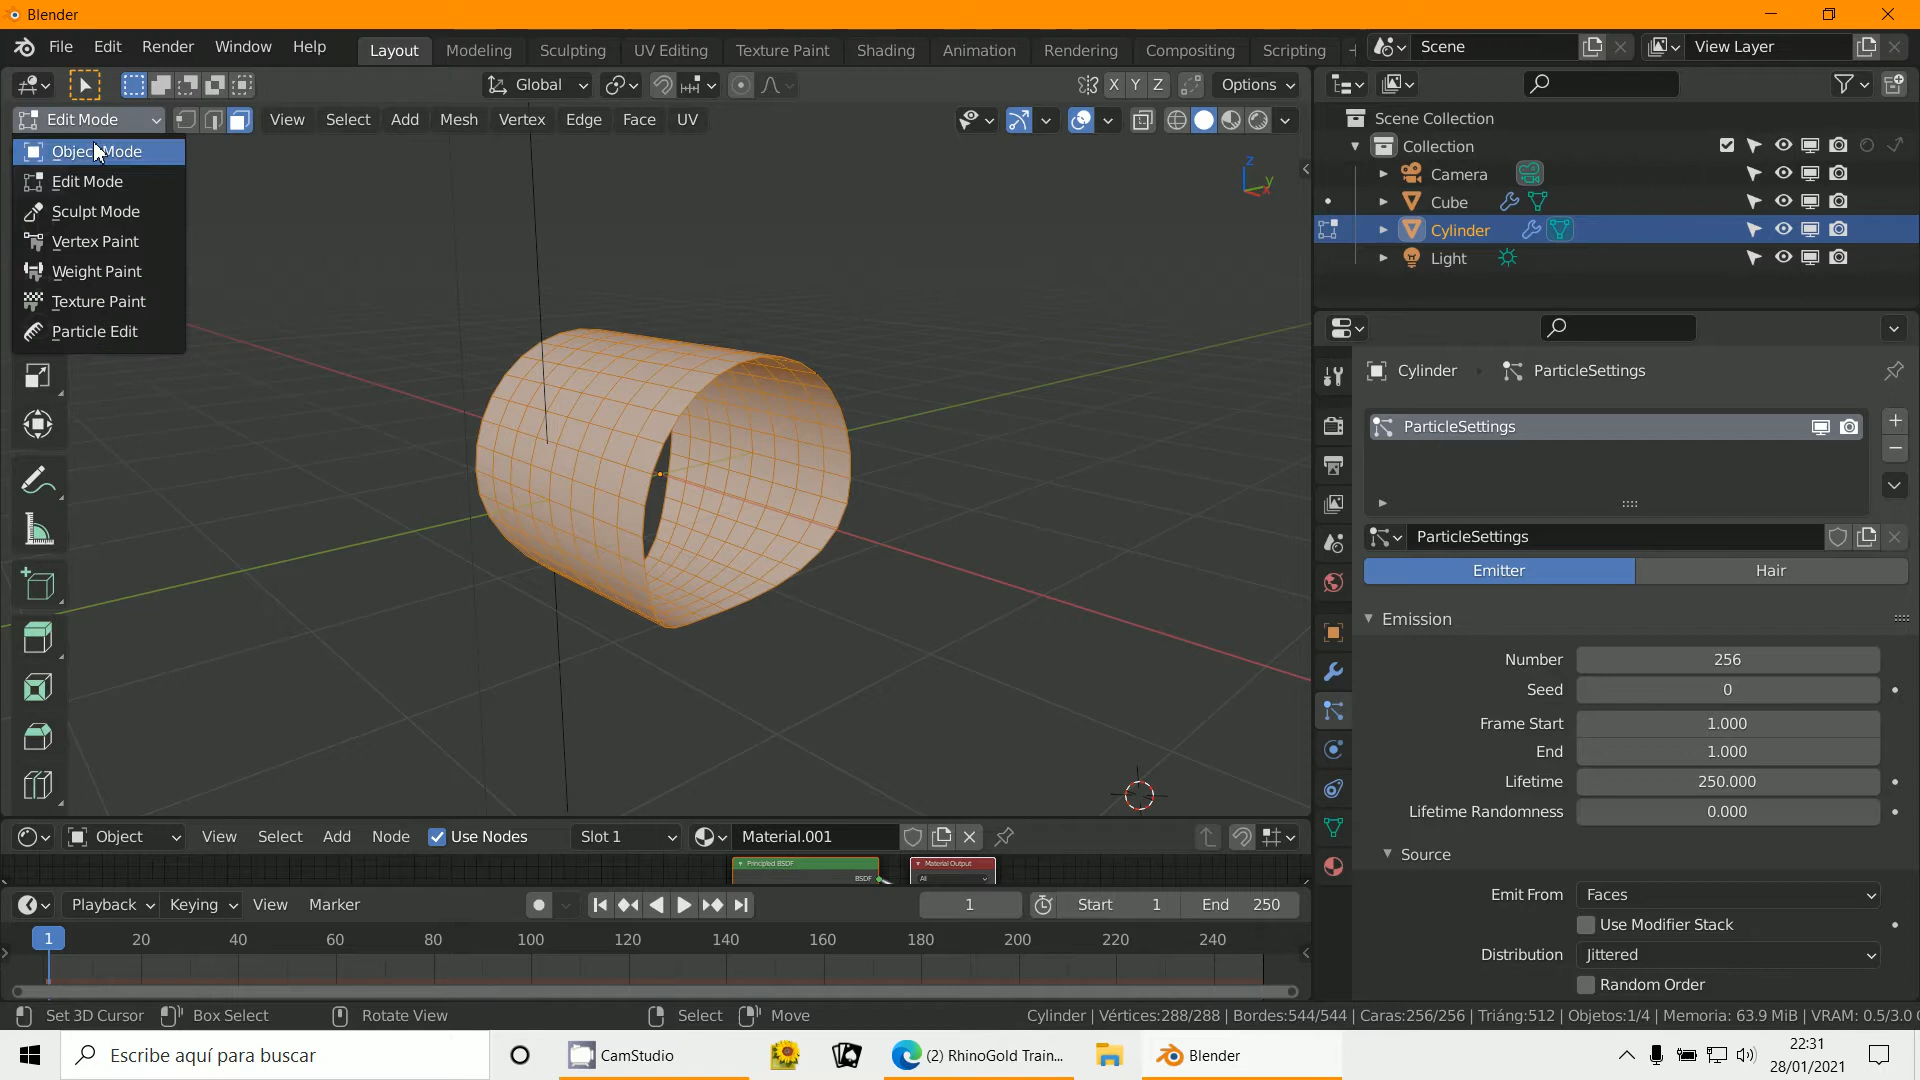 Blender
File Edit Render Window Help Layout Modeling Sculpting UV Editing Texture Paint Shading Animation Rendering Compositing Scripting Scene View Layer
Global X Y Z Options
Edit Mode View Select Add Mesh Vertex Edge Face UV
Object Mode
Edit Mode
Sculpt Mode
Vertex Paint
Weight Paint
Texture Paint
Particle Edit
Z
Y
X
Scene Collection
Collection
Camera
Cube
Cylinder
Light
Cylinder ParticleSettings
ParticleSettings
ParticleSettings
Emitter Hair
Emission
Number 256
Seed 0
Frame Start 1.000
End 1.000
Lifetime 250.000
Lifetime Randomness 0.000
Source
Emit From Faces
Use Modifier Stack
Distribution Jittered
Random Order
Object View Select Add Node Use Nodes Slot 1 Material.001
Principled BSDF Material Output
BSDF All
Playback Keying View Marker 1 Start 1 End 250
1 20 40 60 80 100 120 140 160 180 200 220 240
Set 3D Cursor Box Select Rotate View Select Move Cylinder | Vértices:288/288 | Bordes:544/544 | Caras:256/256 | Triáng:512 | Objetos:1/4 | Memoria: 63.9 MiB | VRAM: 0.5/3.0
Escribe aquí para buscar CamStudio (2) RhinoGold Train... Blender 22:31
28/01/2021